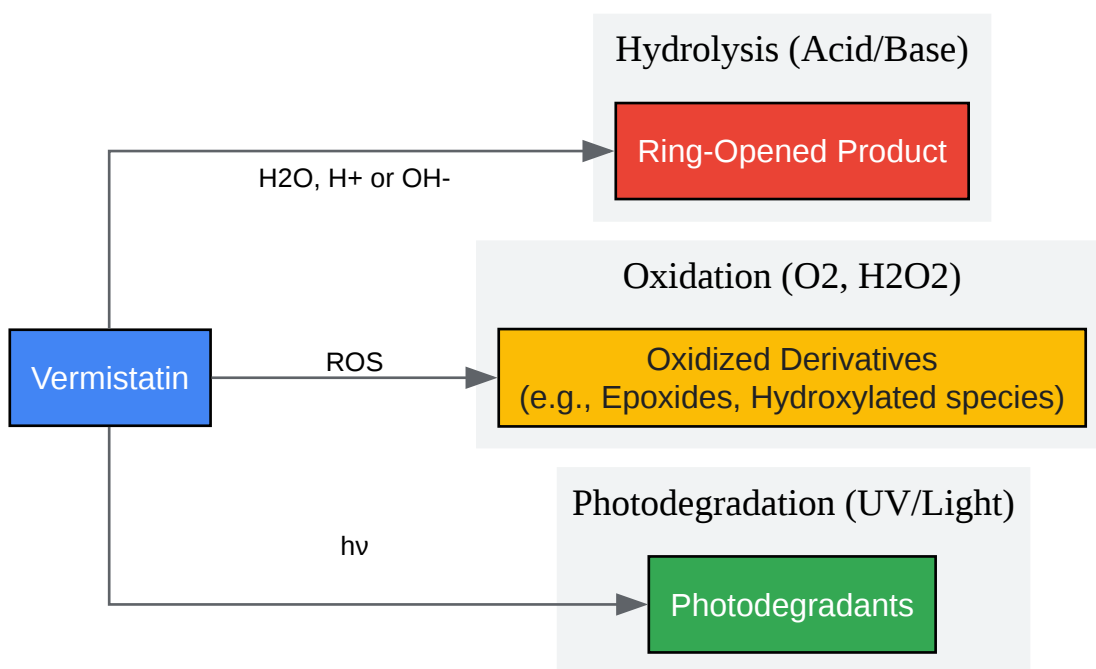 Hydrolysis (Acid/Base)
Ring-Opened Product
H2O, H+ or OH-
Oxidation (O2, H2O2)
Vermistatin
ROS
Oxidized Derivatives
(e.g., Epoxides, Hydroxylated species)
Photodegradation (UV/Light)
hν
Photodegradants